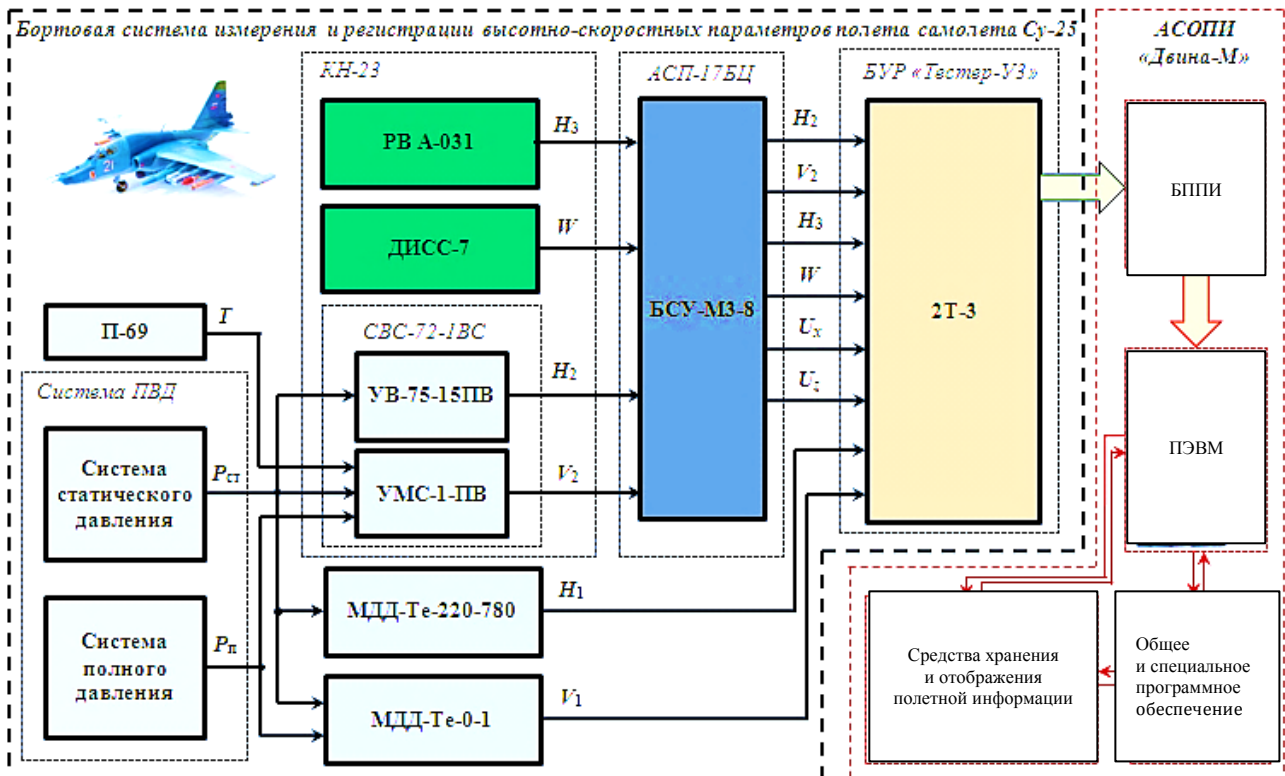 Бортовая система измерения и регистрации высотно-скоростных параметров полета самолета Су-25
АСОПИ
«Двина-М»
КН-23
АСП-17БЦ
БУР «Тестер-УЗ»
21
РВ А-031
H3
H2
V2
БППИ
ДИСС-7
W
H3
W
БСУ-МЗ-8
2Т-3
Ux
Uz
П-69
T
СВС-72-1ВС
УВ-75-15ПВ
H2
Система ПВД
Система
статического
давления
Pст
УМС-1-ПВ
V2
ПЭВМ
МДД-Те-220-780
H1
Система
полного
давления
Pп
МДД-Те-0-1
V1
Средства хранения
и отображения
полетной информации
Общее
и специальное
программное
обеспечение